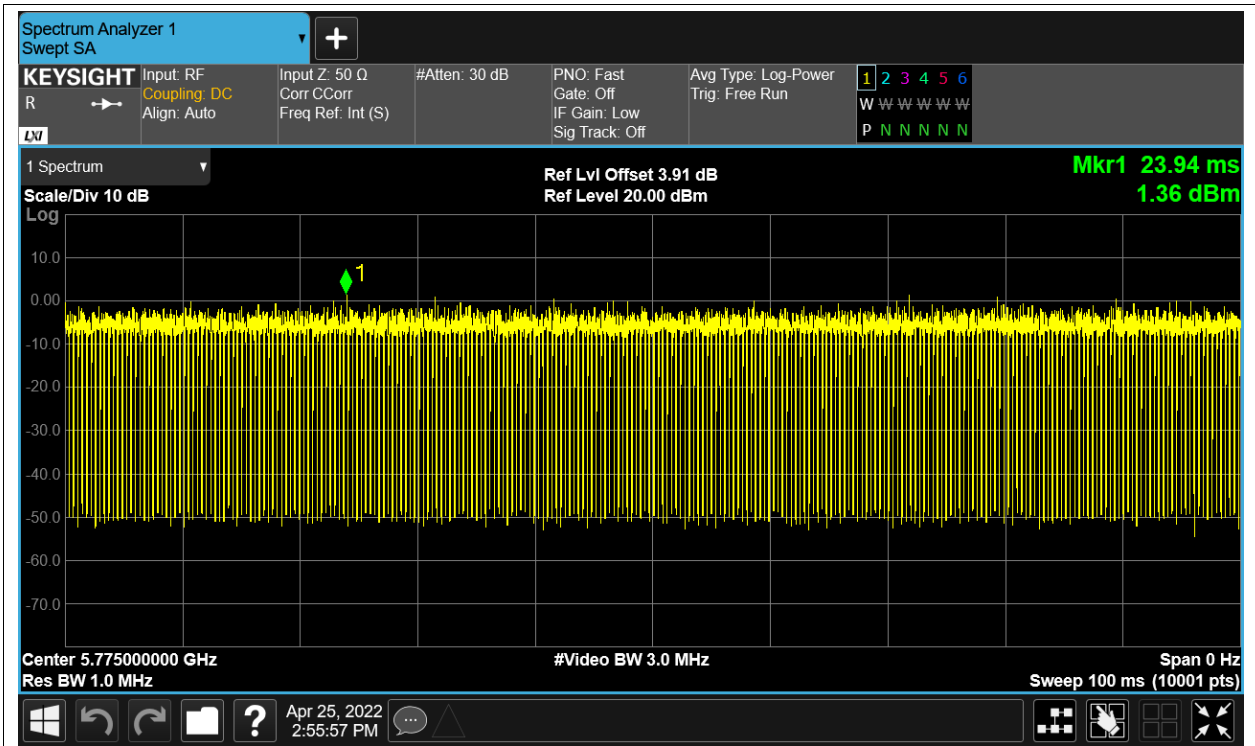 Spectrum Analyzer 1
Swept SA
KEYSIGHT
R
LXI
Input: RF
Coupling: DC
Align: Auto
Input Z: 50 Ω
Corr CCorr
Freq Ref: Int (S)
#Atten: 30 dB
PNO: Fast
Gate: Off
IF Gain: Low
Sig Track: Off
Avg Type: Log-Power
Trig: Free Run
1 2 3 4 5 6
W W W W W W
P N N N N N
1 Spectrum
Scale/Div 10 dB
Ref Lvl Offset 3.91 dB
Ref Level 20.00 dBm
Mkr1 23.94 ms
1.36 dBm
Log
1
10.0
0.00
-10.0
-20.0
-30.0
-40.0
-50.0
-60.0
-70.0
Center 5.775000000 GHz
Res BW 1.0 MHz
#Video BW 3.0 MHz
Span 0 Hz
Sweep 100 ms (10001 pts)
?
Apr 25, 2022
2:55:57 PM